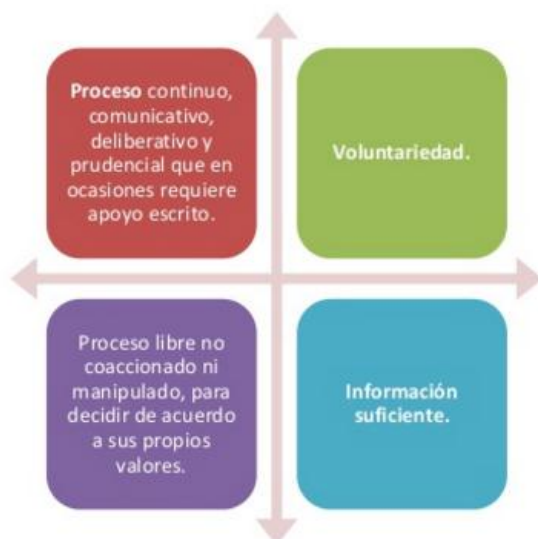 Proceso continuo,
comunicativo,
deliberativo y
prudencial que en
ocasiones requiere
apoyo escrito.
Voluntariedad.
Proceso libre no
coaccionado ni
manipulado, para
decidir de acuerdo
a sus propios
valores.
Información
suficiente.